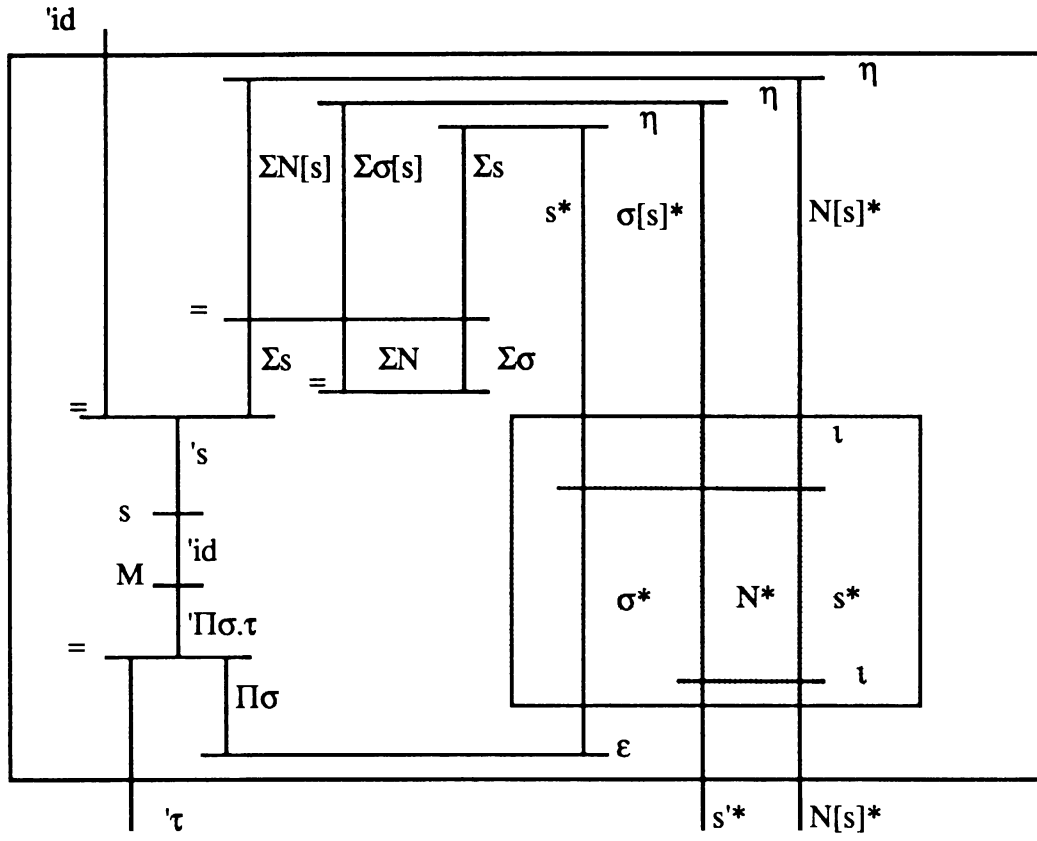 'id
η
η
η
ΣN[s] Σσ[s] Σs
s* σ[s]* N[s]*
=
Σs ΣN Σσ
=
=
ι
's
s
'id
M
σ* N* s*
'Πσ.τ
=
ι
Πσ
ε
'τ s'* N[s]*